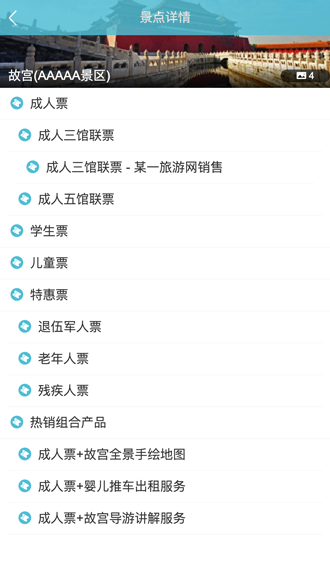 景点详情
故宫(AAAAA景区)
4
成人票
成人三馆联票
成人三馆联票 - 某一旅游网销售
成人五馆联票
学生票
儿童票
特惠票
退伍军人票
老年人票
残疾人票
热销组合产品
成人票+故宫全景手绘地图
成人票+婴儿推车出租服务
成人票+故宫导游讲解服务